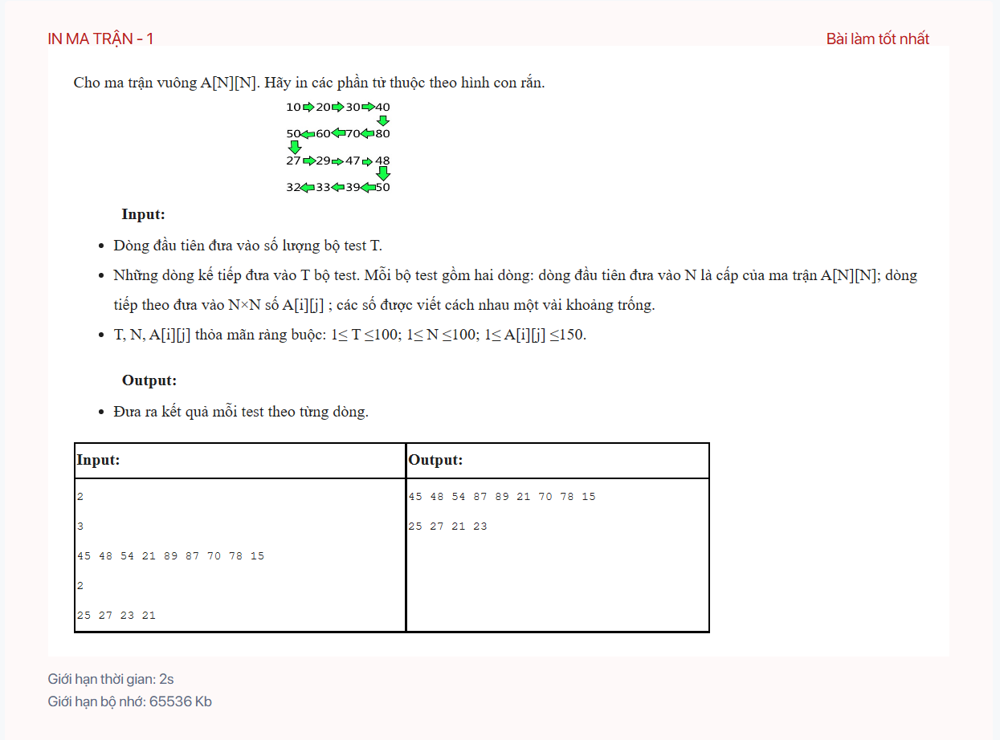 IN MA TRẬN - 1
Bài làm tốt nhất
Cho ma trận vuông A[N][N]. Hãy in các phần tử thuộc theo hình con rắn.
10 20 30 40
50 60 70 80
27 29 47 48
32 33 39 50
Input:
• Dòng đầu tiên đưa vào số lượng bộ test T.
• Những dòng kế tiếp đưa vào T bộ test. Mỗi bộ test gồm hai dòng: dòng đầu tiên đưa vào N là cấp của ma trận A[N][N]; dòng
tiếp theo đưa vào N×N số A[i][j] ; các số được viết cách nhau một vài khoảng trống.
• T, N, A[i][j] thỏa mãn ràng buộc: 1≤ T ≤100; 1≤ N ≤100; 1≤ A[i][j] ≤150.
Output:
• Đưa ra kết quả mỗi test theo từng dòng.
Input:
Output:
2
3
45 48 54 21 89 87 70 78 15
2
25 27 23 21
45 48 54 87 89 21 70 78 15
25 27 21 23
Giới hạn thời gian: 2s
Giới hạn bộ nhớ: 65536 Kb